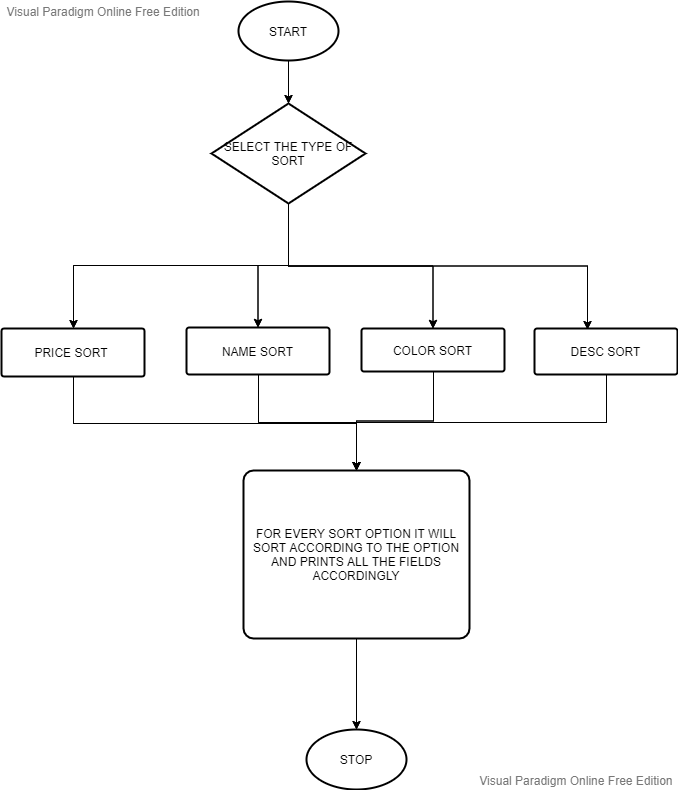 Visual Paradigm Online Free Edition
START
SELECT THE TYPE OF
SORT
PRICE SORT
NAME SORT
COLOR SORT
DESC SORT
FOR EVERY SORT OPTION IT WILL
SORT ACCORDING TO THE OPTION
AND PRINTS ALL THE FIELDS
ACCORDINGLY
STOP
Visual Paradigm Online Free Edition